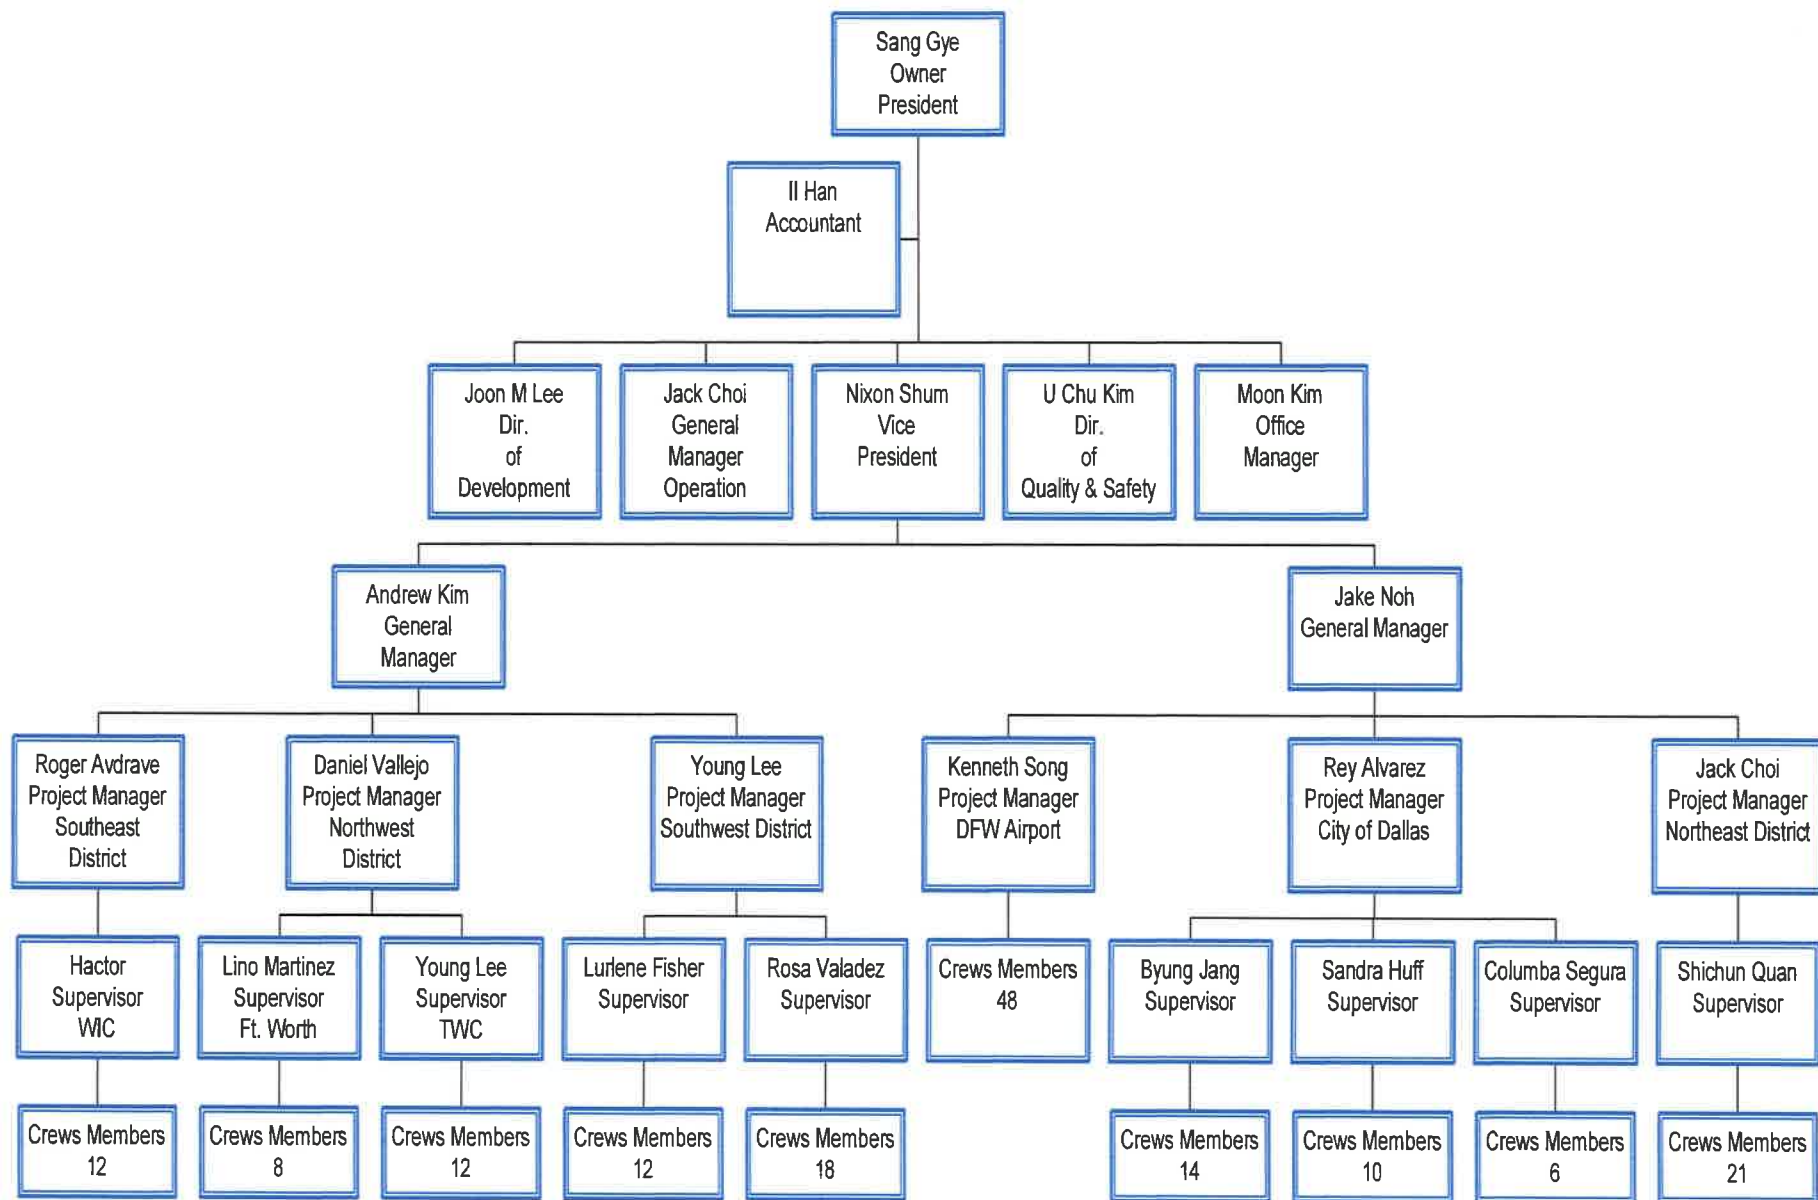 Sang Gye
Owner
President
Il Han
Accountant
Joon M Lee
Dir.
of
Development
Jack Choi
General
Manager
Operation
Nixon Shum
Vice
President
U Chu Kim
Dir.
of
Quality & Safety
Moon Kim
Office
Manager
Andrew Kim
General
Manager
Jake Noh
General Manager
Roger Avdrave
Project Manager
Southeast
District
Daniel Vallejo
Project Manager
Northwest
District
Young Lee
Project Manager
Southwest District
Kenneth Song
Project Manager
DFW Airport
Rey Alvarez
Project Manager
City of Dallas
Jack Choi
Project Manager
Northeast District
Hactor
Supervisor
WIC
Lino Martinez
Supervisor
Ft. Worth
Young Lee
Supervisor
TWC
Lurlene Fisher
Supervisor
Rosa Valadez
Supervisor
Crews Members
48
Byung Jang
Supervisor
Sandra Huff
Supervisor
Columba Segura
Supervisor
Shichun Quan
Supervisor
Crews Members
12
Crews Members
8
Crews Members
12
Crews Members
12
Crews Members
18
Crews Members
14
Crews Members
10
Crews Members
6
Crews Members
21